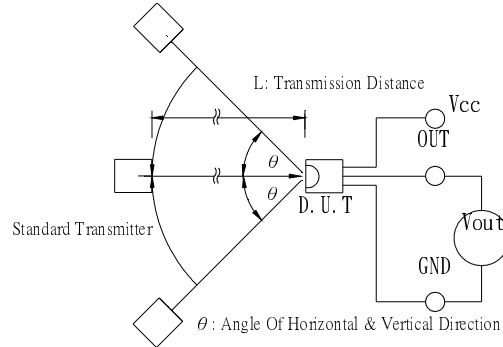 L: Transmission Distance
Vcc
OUT
θ
θ
D.U.T
Standard Transmitter
Vout
GND
θ: Angle Of Horizontal & Vertical Direction